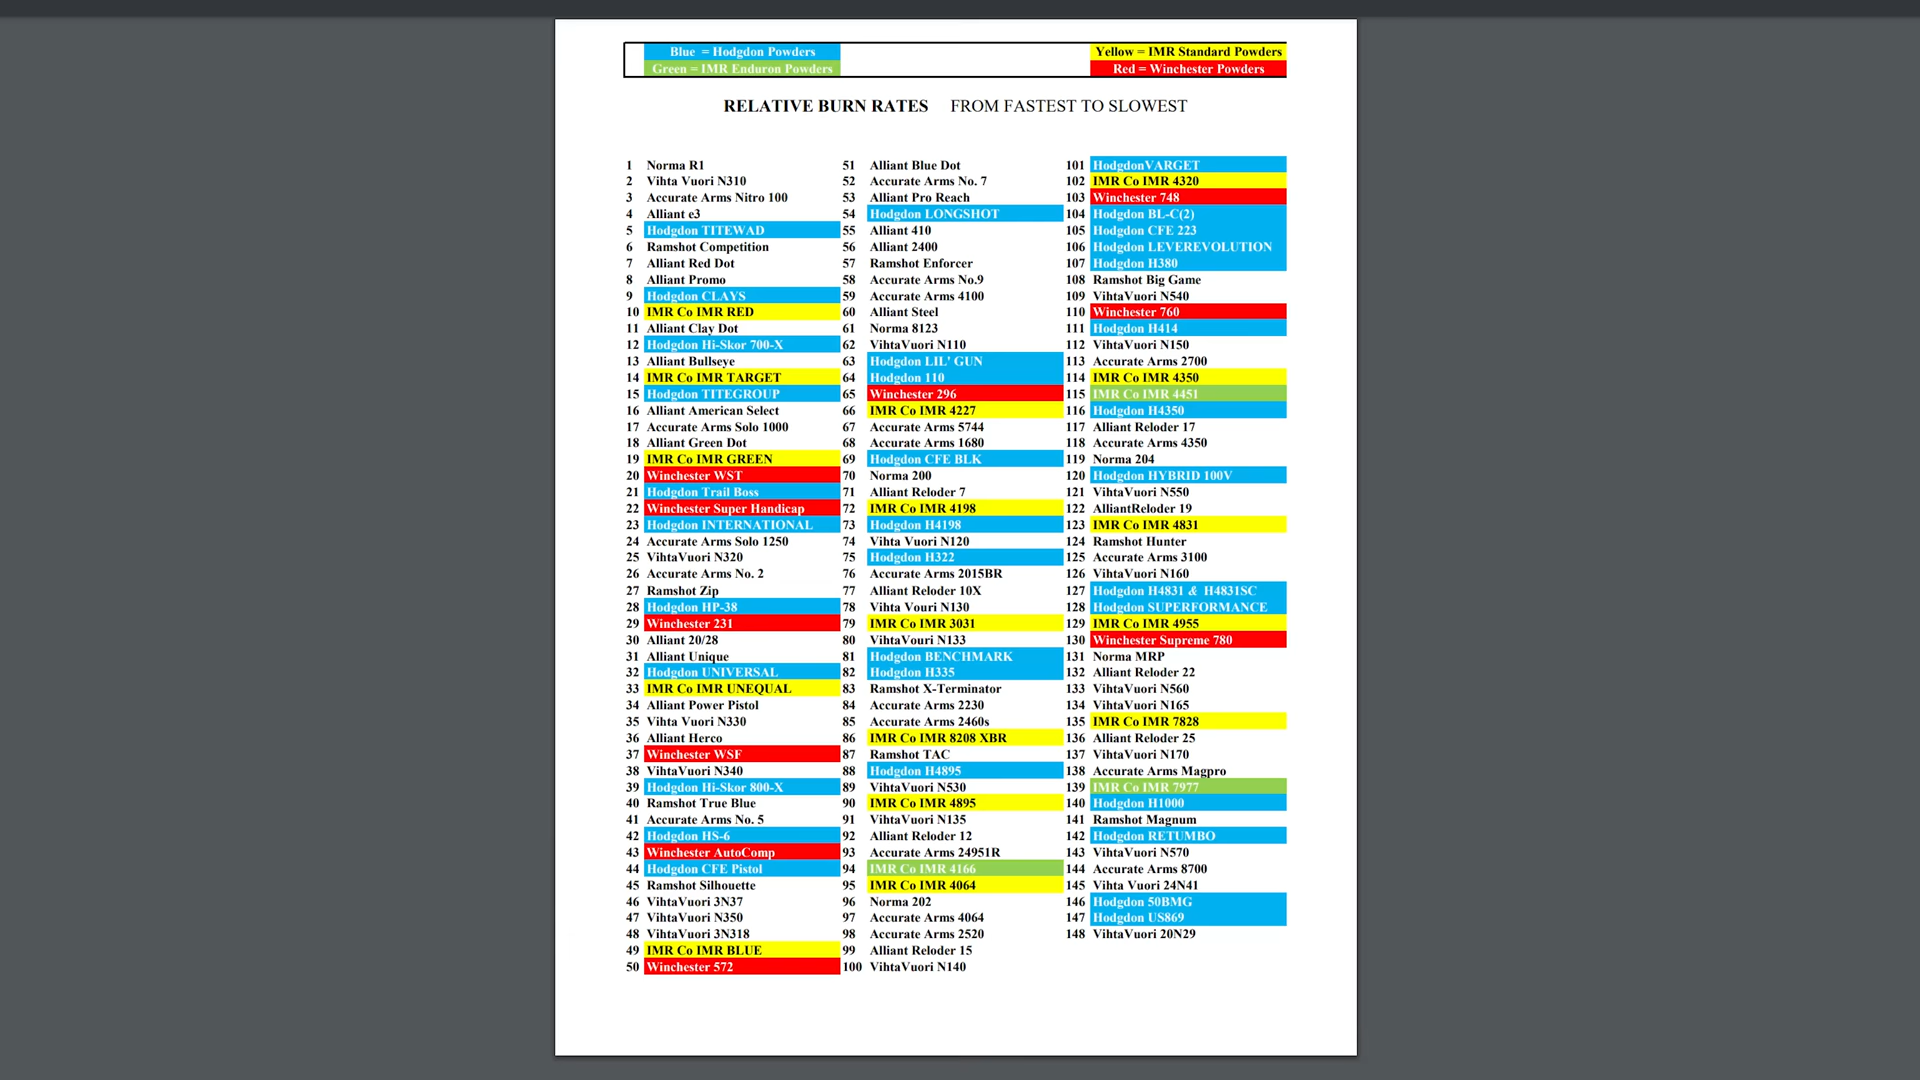 Blue = Hodgdon Powders
Green = IMR Enduron Powders
Yellow = IMR Standard Powders
Red = Winchester Powders
RELATIVE BURN RATES FROM FASTEST TO SLOWEST
1 Norma R1
2 Vihta Vuori N310
3 Accurate Arms Nitro 100
4 Alliant e3
5 Hodgdon TITEWAD
6 Ramshot Competition
7 Alliant Red Dot
8 Alliant Promo
9 Hodgdon CLAYS
10 IMR Co IMR RED
11 Alliant Clay Dot
12 Hodgdon Hi-Skor 700-X
13 Alliant Bullseye
14 IMR Co IMR TARGET
15 Hodgdon TITEGROUP
16 Alliant American Select
17 Accurate Arms Solo 1000
18 Alliant Green Dot
19 IMR Co IMR GREEN
20 Winchester WST
21 Hodgdon Trail Boss
22 Winchester Super Handicap
23 Hodgdon INTERNATIONAL
24 Accurate Arms Solo 1250
25 VihtaVuori N320
26 Accurate Arms No. 2
27 Ramshot Zip
28 Hodgdon HP-38
29 Winchester 231
30 Alliant 20/28
31 Alliant Unique
32 Hodgdon UNIVERSAL
33 IMR Co IMR UNEQUAL
34 Alliant Power Pistol
35 Vihta Vuori N330
36 Alliant Herco
37 Winchester WSF
38 VihtaVuori N340
39 Hodgdon Hi-Skor 800-X
40 Ramshot True Blue
41 Accurate Arms No. 5
42 Hodgdon HS-6
43 Winchester AutoComp
44 Hodgdon CFE Pistol
45 Ramshot Silhouette
46 VihtaVuori 3N37
47 VihtaVuori N350
48 VihtaVuori 3N318
49 IMR Co IMR BLUE
50 Winchester 572
51 Alliant Blue Dot
52 Accurate Arms No. 7
53 Alliant Pro Reach
54 Hodgdon LONGSHOT
55 Alliant 410
56 Alliant 2400
57 Ramshot Enforcer
58 Accurate Arms No.9
59 Accurate Arms 4100
60 Alliant Steel
61 Norma 8123
62 VihtaVuori N110
63 Hodgdon LIL' GUN
64 Hodgdon 110
65 Winchester 296
66 IMR Co IMR 4227
67 Accurate Arms 5744
68 Accurate Arms 1680
69 Hodgdon CFE BLK
70 Norma 200
71 Alliant Reloder 7
72 IMR Co IMR 4198
73 Hodgdon H4198
74 Vihta Vuori N120
75 Hodgdon H322
76 Accurate Arms 2015BR
77 Alliant Reloder 10X
78 Vihta Vouri N130
79 IMR Co IMR 3031
80 VihtaVouri N133
81 Hodgdon BENCHMARK
82 Hodgdon H335
83 Ramshot X-Terminator
84 Accurate Arms 2230
85 Accurate Arms 2460s
86 IMR Co IMR 8208 XBR
87 Ramshot TAC
88 Hodgdon H4895
89 VihtaVuori N530
90 IMR Co IMR 4895
91 VihtaVuori N135
92 Alliant Reloder 12
93 Accurate Arms 24951R
94 IMR Co IMR 4166
95 IMR Co IMR 4064
96 Norma 202
97 Accurate Arms 4064
98 Accurate Arms 2520
99 Alliant Reloder 15
100 VihtaVuori N140
101 HodgdonVARGET
102 IMR Co IMR 4320
103 Winchester 748
104 Hodgdon BL-C(2)
105 Hodgdon CFE 223
106 Hodgdon LEVEREVOLUTION
107 Hodgdon H380
108 Ramshot Big Game
109 VihtaVuori N540
110 Winchester 760
111 Hodgdon H414
112 VihtaVuori N150
113 Accurate Arms 2700
114 IMR Co IMR 4350
115 IMR Co IMR 4451
116 Hodgdon H4350
117 Alliant Reloder 17
118 Accurate Arms 4350
119 Norma 204
120 Hodgdon HYBRID 100V
121 VihtaVuori N550
122 AlliantReloder 19
123 IMR Co IMR 4831
124 Ramshot Hunter
125 Accurate Arms 3100
126 VihtaVuori N160
127 Hodgdon H4831 & H4831SC
128 Hodgdon SUPERFORMANCE
129 IMR Co IMR 4955
130 Winchester Supreme 780
131 Norma MRP
132 Alliant Reloder 22
133 VihtaVuori N560
134 VihtaVuori N165
135 IMR Co IMR 7828
136 Alliant Reloder 25
137 VihtaVuori N170
138 Accurate Arms Magpro
139 IMR Co IMR 7977
140 Hodgdon H1000
141 Ramshot Magnum
142 Hodgdon RETUMBO
143 VihtaVuori N570
144 Accurate Arms 8700
145 Vihta Vuori 24N41
146 Hodgdon 50BMG
147 Hodgdon US869
148 VihtaVuori 20N29